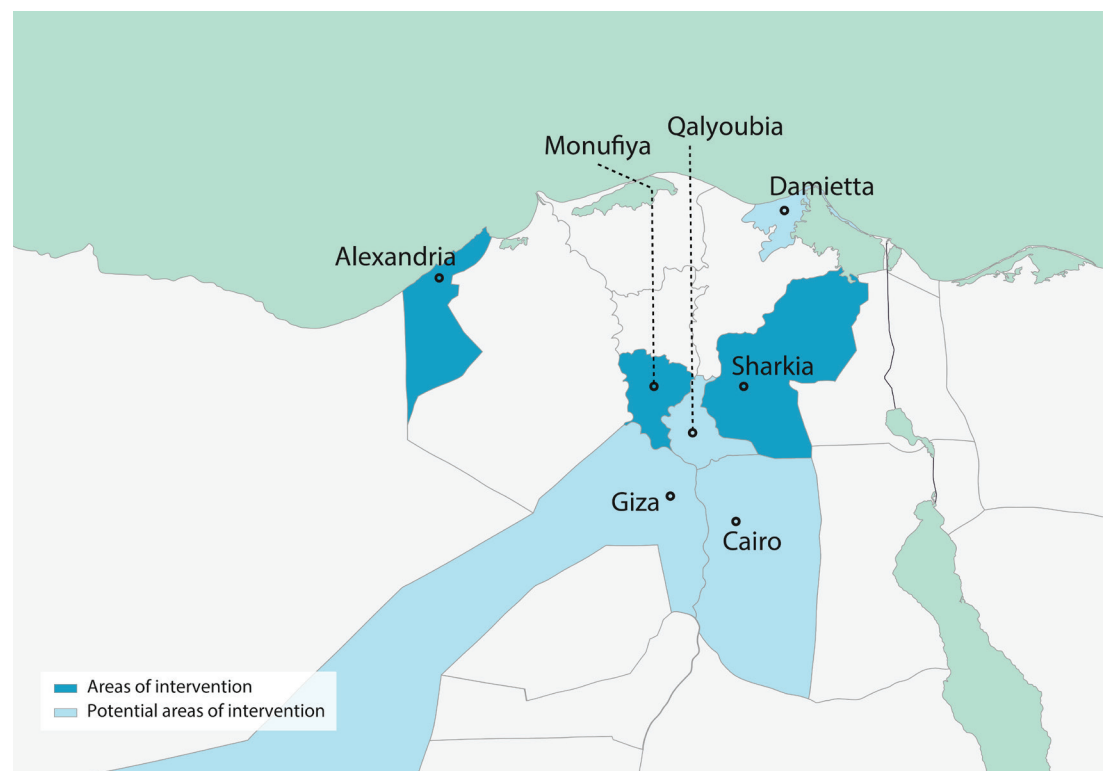 Qalyoubia
Monufiya
Damietta
Alexandria
Sharkia
Giza
Cairo
Areas of intervention
Potential areas of intervention